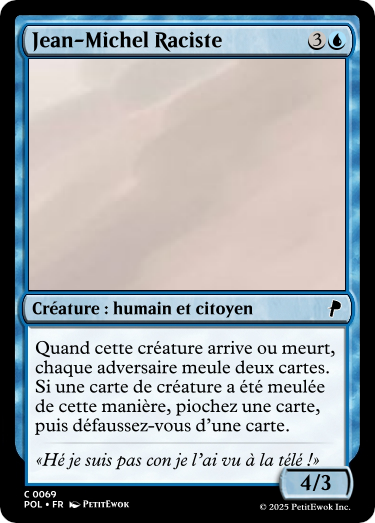 Jean-Michel Raciste 3
Créature : humain et citoyen
Quand cette créature arrive ou meurt,
chaque adversaire meule deux cartes.
Si une carte de créature a été meulée
de cette manière, piochez une carte,
puis défaussez-vous d’une carte.
«Hé je suis pas con je l’ai vu à la télé !»
4/3
C 0069
POL • FR PetitEwok
© 2025 PetitEwok Inc.